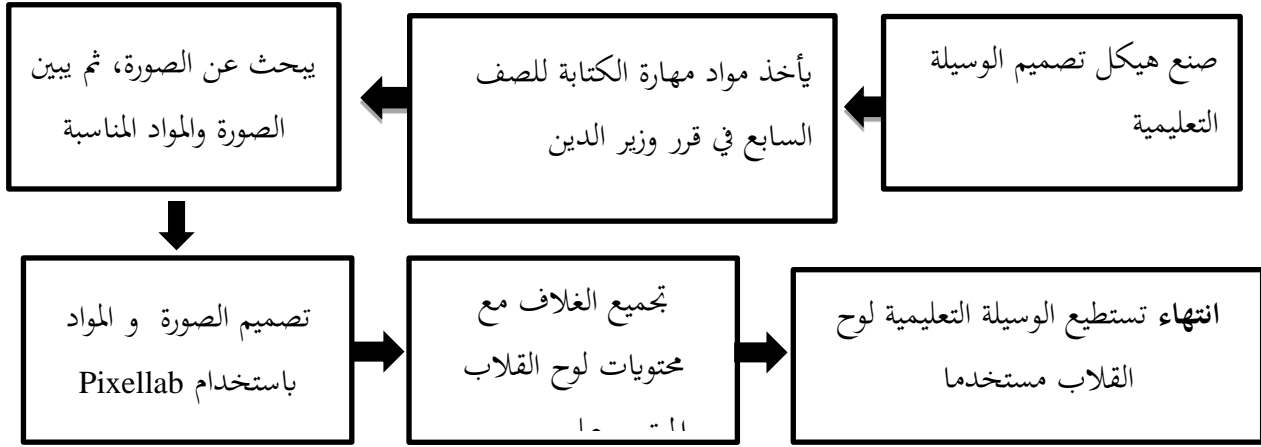 صنع هيكل تصميم الوسيلة
التعليمية
يأخذ مواد مهارة الكتابة للصف
السابع في قرر وزير الدين
يبحث عن الصورة، ثم يبين
الصورة والمواد المناسبة
تصميم الصورة و المواد
باستخدام Pixellab
تجميع الغلاف مع
محتويات لوح القلاب
انتهاء تستطيع الوسيلة التعليمية لوح
القلاب مستخدما